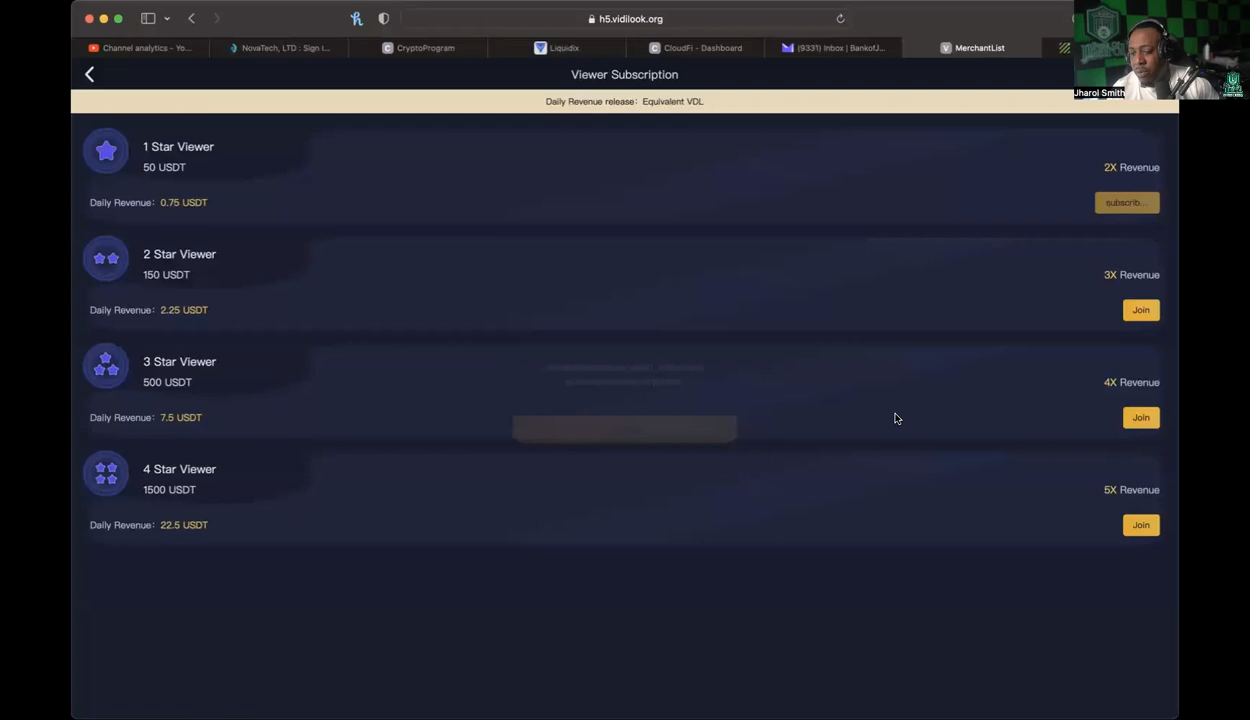 h5.vidilook.org
Channel analytics - Yo...
NovaTech, LTD : Sign I...
CryptoProgram
Liquidix
CloudFi - Dashboard
(9331) Inbox | BankofJ...
MerchantList
Jharol Smith
Viewer Subscription
Daily Revenue release: Equivalent VDL
1 Star Viewer
50 USDT
2X Revenue
Daily Revenue: 0.75 USDT
subscrib...
2 Star Viewer
150 USDT
3X Revenue
Daily Revenue: 2.25 USDT
Join
3 Star Viewer
500 USDT
4X Revenue
Daily Revenue: 7.5 USDT
Join
4 Star Viewer
1500 USDT
5X Revenue
Daily Revenue: 22.5 USDT
Join